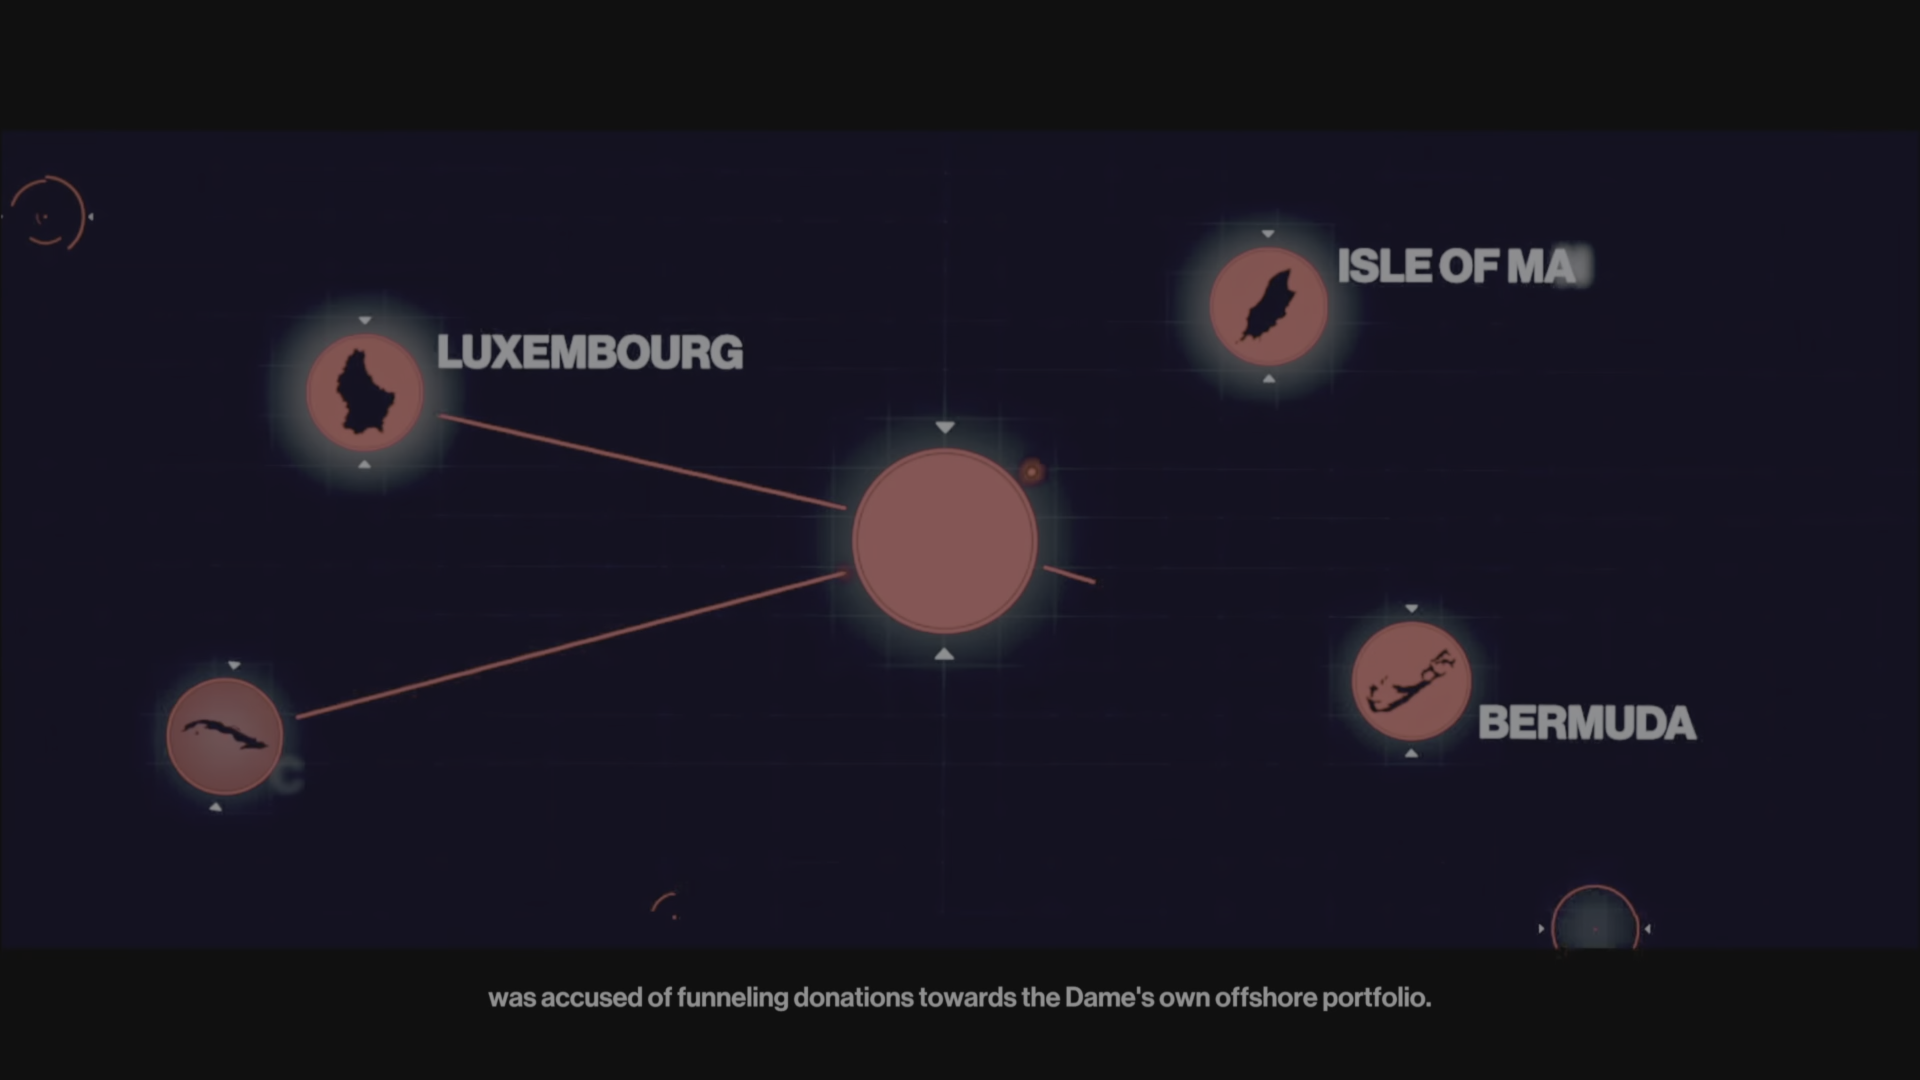 ISLE OF MA
LUXEMBOURG
BERMUDA
C
was accused of funneling donations towards the Dame's own offshore portfolio.